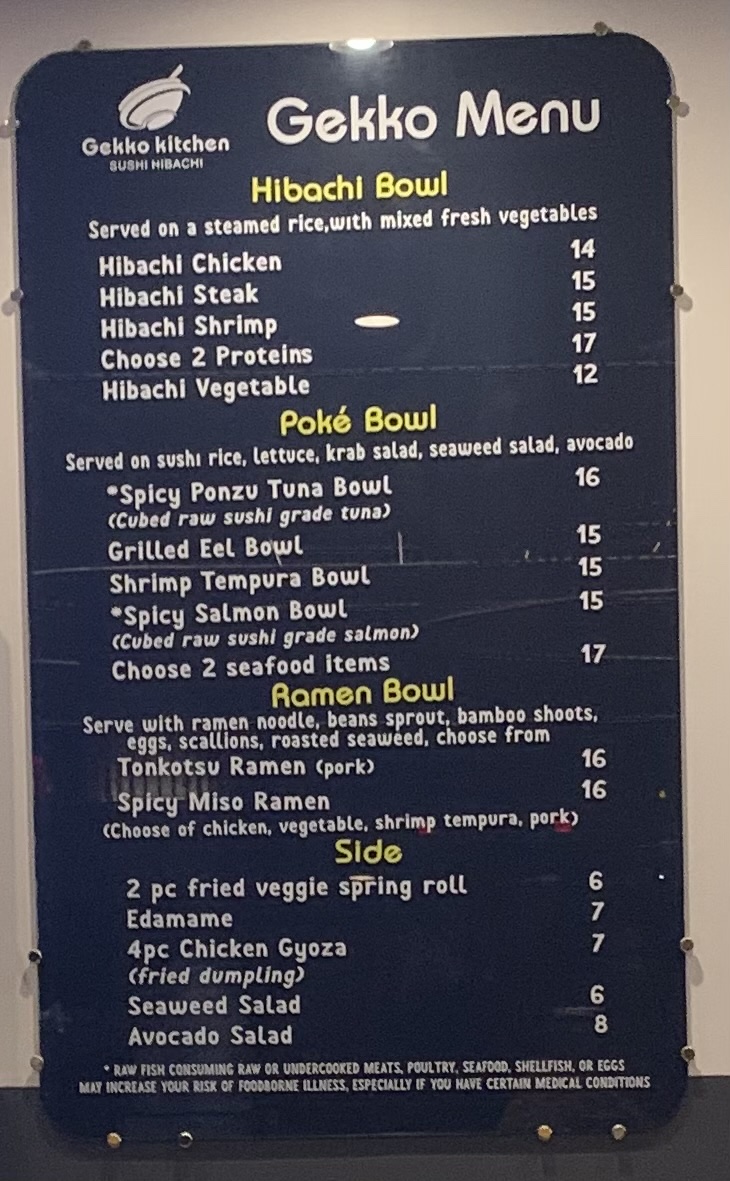 Gekko kitchen
SUSHI HIBACHI
Gekko Menu
Hibachi Bowl
Served on a steamed rice,with mixed fresh vegetables
Hibachi Chicken 14
Hibachi Steak 15
Hibachi Shrimp 15
Choose 2 Proteins 17
Hibachi Vegetable 12
Poké Bowl
Served on sushi rice, lettuce, krab salad, seaweed salad, avocado
*Spicy Ponzu Tuna Bowl 16
(Cubed raw sushi grade tuna)
Grilled Eel Bowl 15
Shrimp Tempura Bowl 15
*Spicy Salmon Bowl 15
(Cubed raw sushi grade salmon)
Choose 2 seafood items 17
Ramen Bowl
Serve with ramen noodle, beans sprout, bamboo shoots,
eggs, scallions, roasted seaweed, choose from
Tonkotsu Ramen (pork) 16
Spicy Miso Ramen 16
(Choose of chicken, vegetable, shrimp tempura, pork)
Side
2 pc fried veggie spring roll 6
Edamame 7
4pc Chicken Gyoza 7
(fried dumpling)
Seaweed Salad 6
Avocado Salad 8
* RAW FISH CONSUMING RAW OR UNDERCOOKED MEATS, POULTRY, SEAFOOD, SHELLFISH, OR EGGS
MAY INCREASE YOUR RISK OF FOODBORNE ILLNESS, ESPECIALLY IF YOU HAVE CERTAIN MEDICAL CONDITIONS